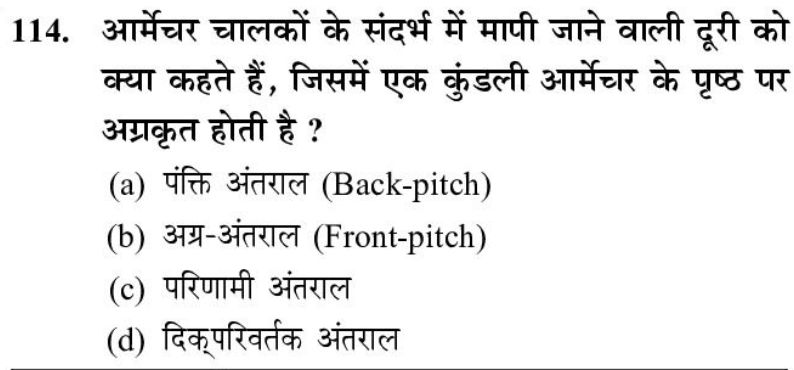 114. आर्मेचर चालकों के संदर्भ में मापी जाने वाली दूरी को
क्या कहते हैं, जिसमें एक कुंडली आर्मेचर के पृष्ठ पर
अग्रकृत होती है ?
(a) पंक्ति अंतराल (Back-pitch)
(b) अग्र-अंतराल (Front-pitch)
(c) परिणामी अंतराल
(d) दिक्‌परिवर्तक अंतराल